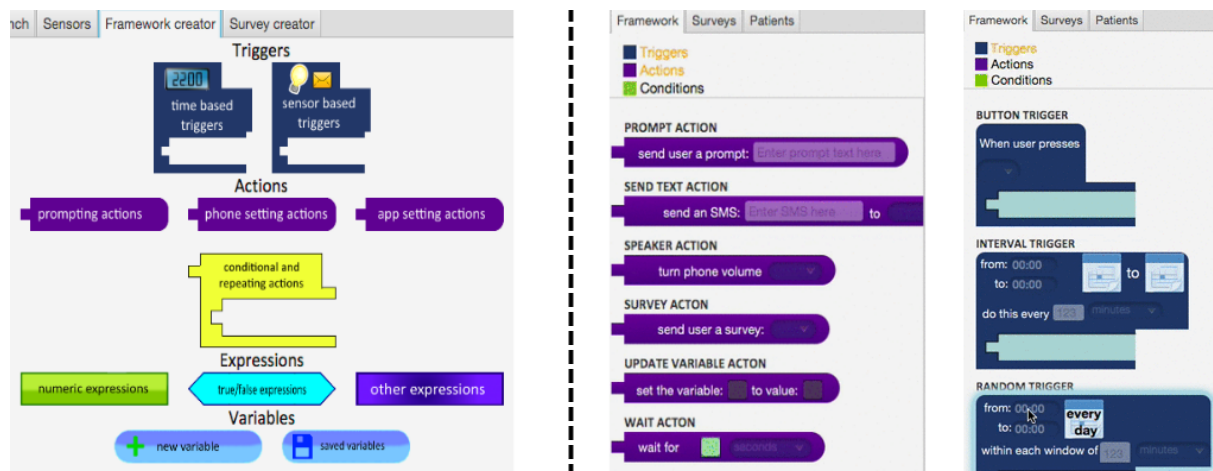 nch Sensors Framework creator Survey creator
Triggers
2200
time based
triggers
sensor based
triggers
Actions
prompting actions
phone setting actions
app setting actions
conditional and
repeating actions
Expressions
numeric expressions
true/false expressions
other expressions
Variables
new variable
saved variables
Framework Surveys Patients
Triggers
Actions
Conditions
PROMPT ACTION
send user a prompt: Enter prompt text here
SEND TEXT ACTION
send an SMS: Enter SMS here to
SPEAKER ACTION
turn phone volume
SURVEY ACTON
send user a survey:
UPDATE VARIABLE ACTON
set the variable: to value:
WAIT ACTON
wait for seconds
Framework Surveys Patients
Triggers
Actions
Conditions
BUTTON TRIGGER
When user presses
INTERVAL TRIGGER
from: 00:00
to: 00:00
to
do this every 123 minutes
RANDOM TRIGGER
from: 00:00
to: 00:00
every
day
within each window of 123 minutes